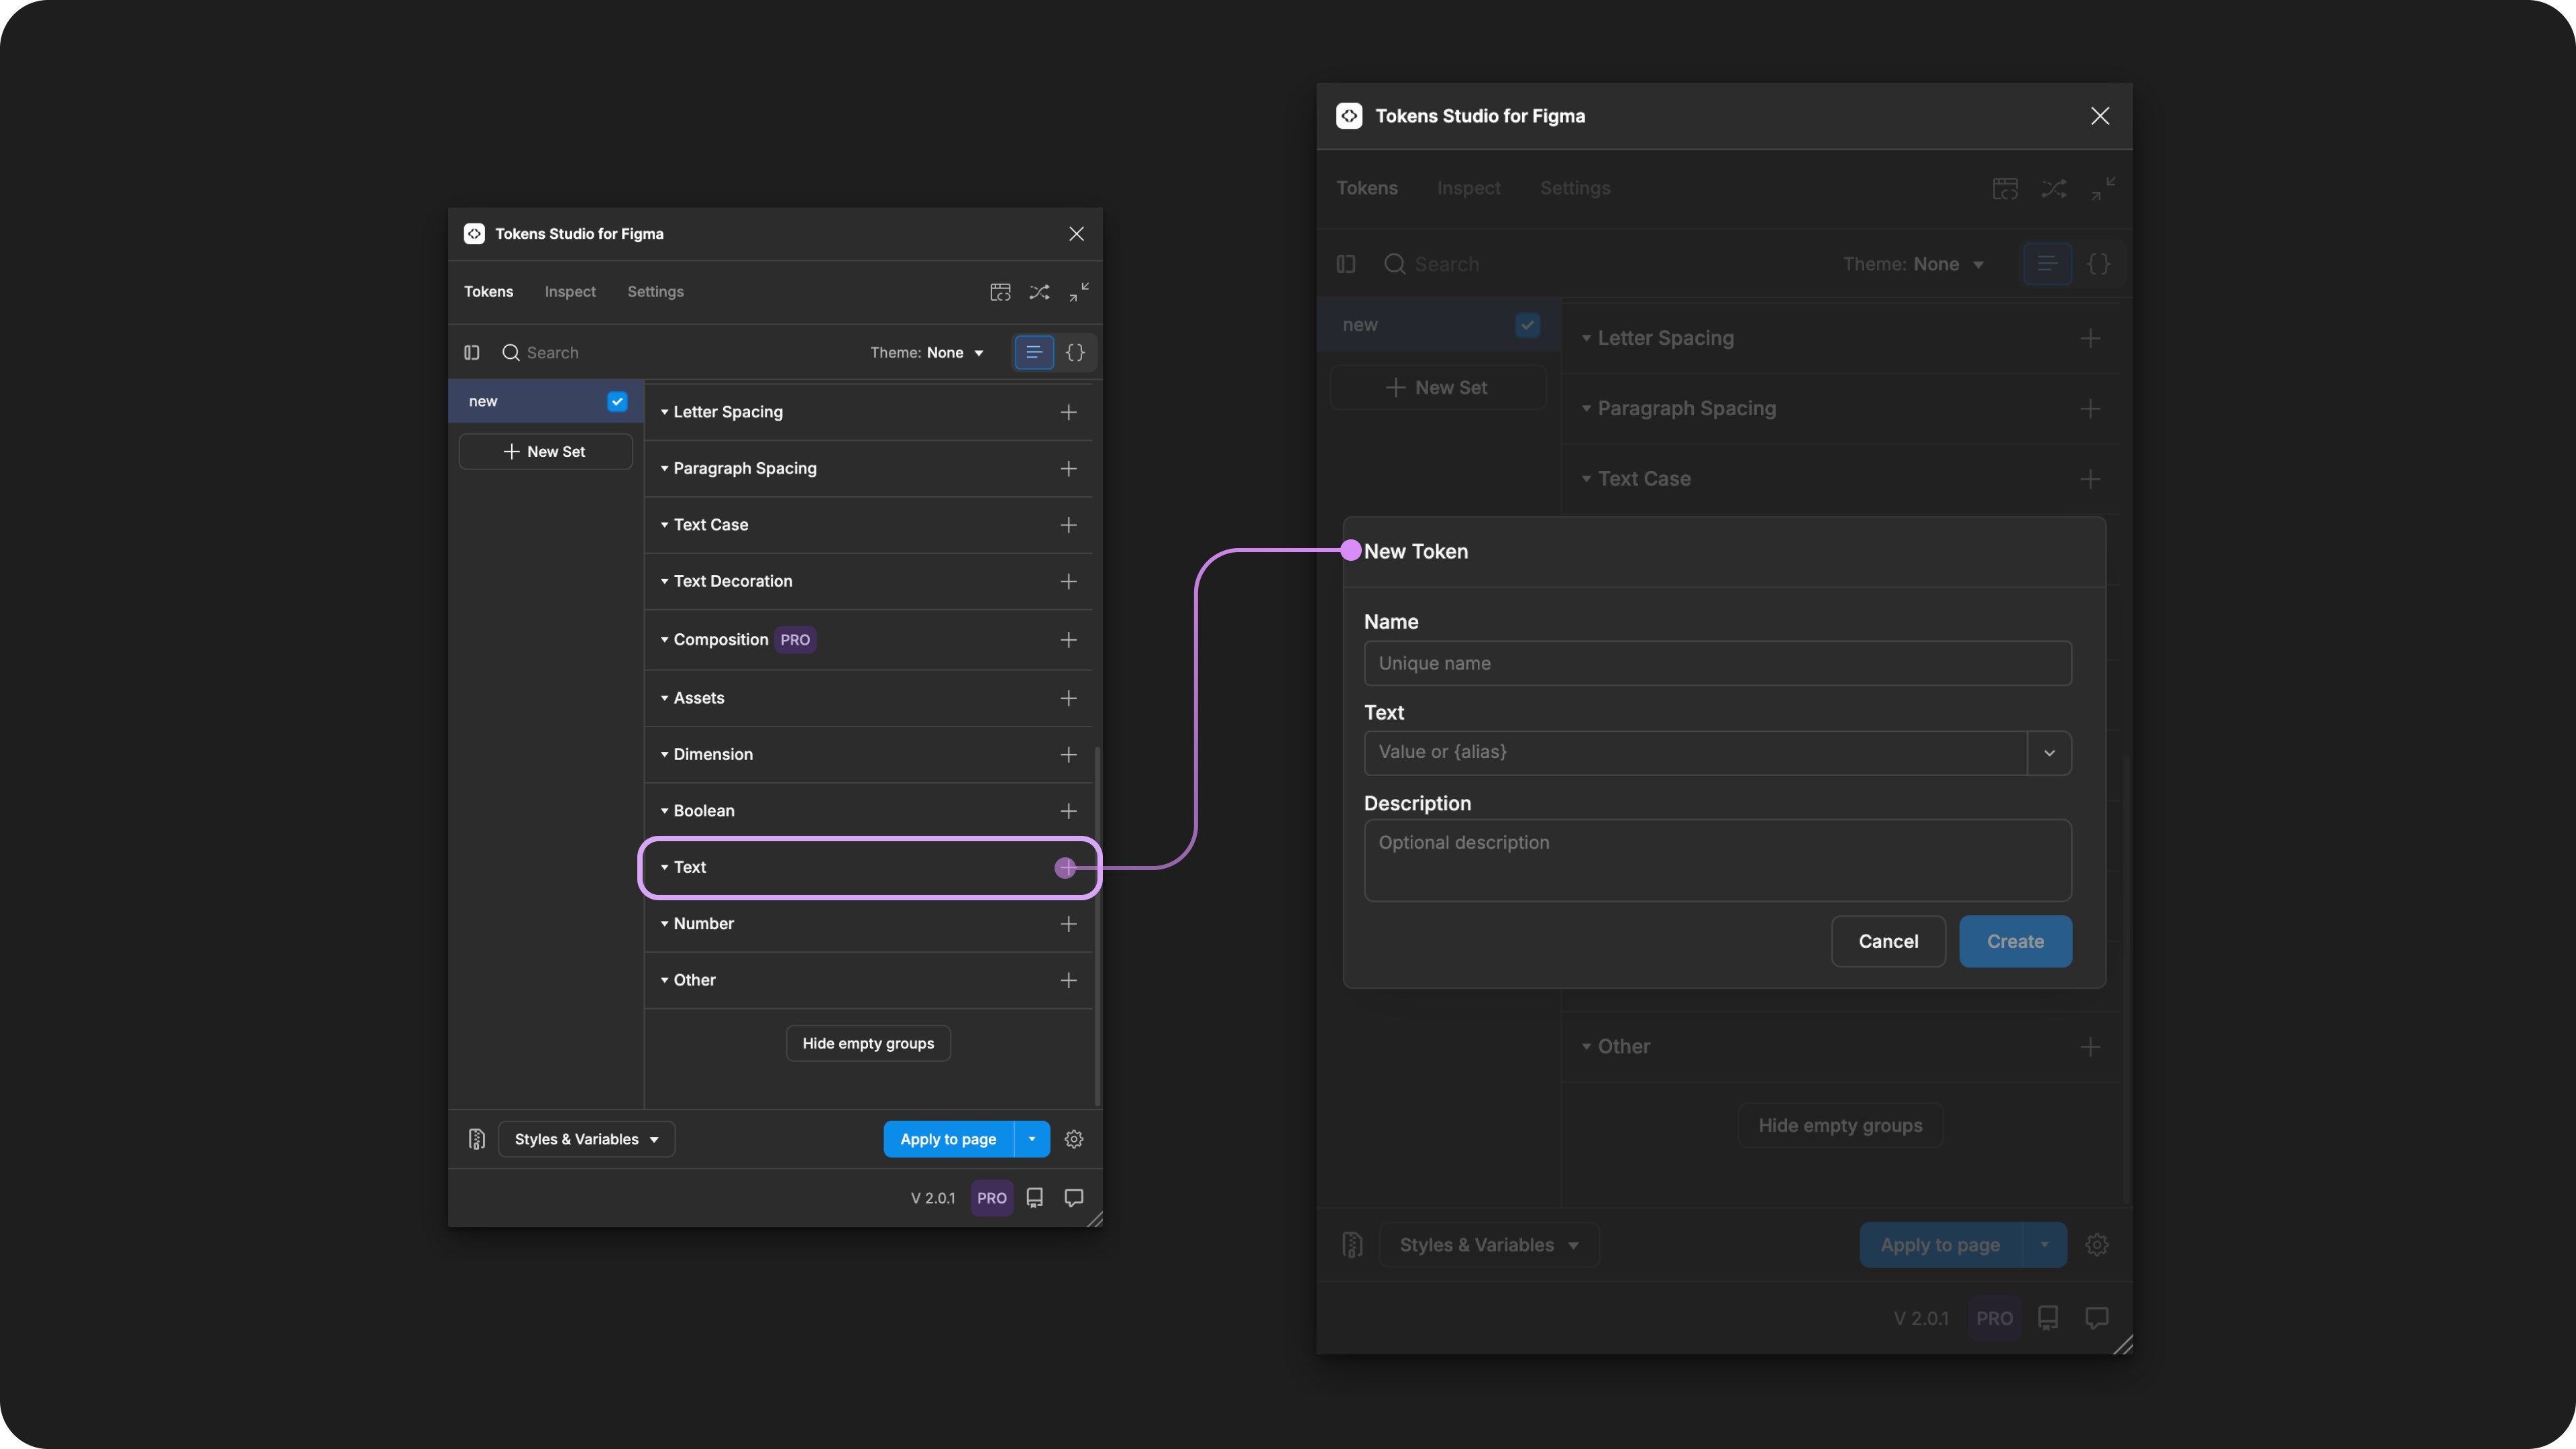 Tokens Studio for Figma
Tokens Inspect Settings
Search Theme: None {}
new
New Set
Letter Spacing
Paragraph Spacing
Text Case
Text Decoration
Composition PRO
Assets
Dimension
Boolean
Text
Number
Other
Hide empty groups
Styles & Variables Apply to page
V 2.0.1 PRO
Tokens Studio for Figma
Tokens Inspect Settings
Search Theme: None {}
new
New Set
Letter Spacing
Paragraph Spacing
Text Case
New Token
Name
Unique name
Text
Value or {alias}
Description
Optional description
Cancel Create
Other
Hide empty groups
Styles & Variables Apply to page
V 2.0.1 PRO